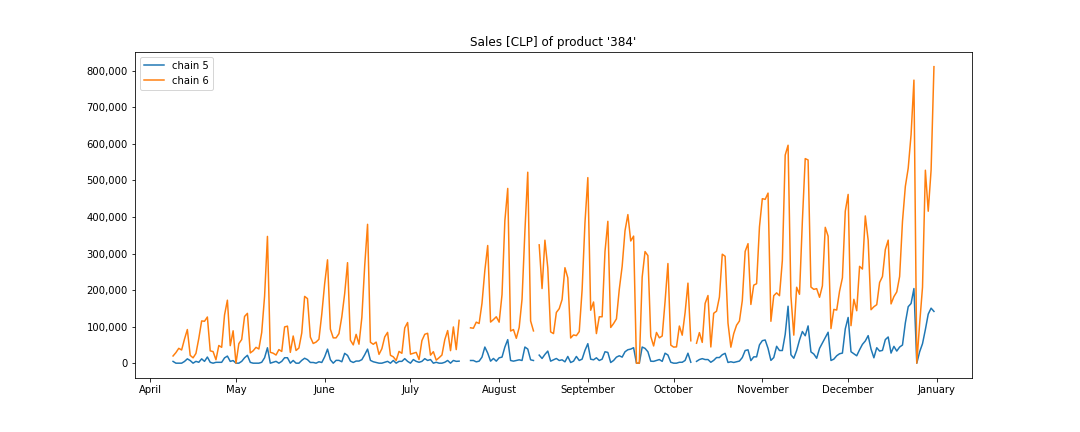 Sales [CLP] of product '384'
chain 5
chain 6
800,000
700,000
600,000
500,000
400,000
300,000
200,000
100,000
0
April May June July August September October November December January